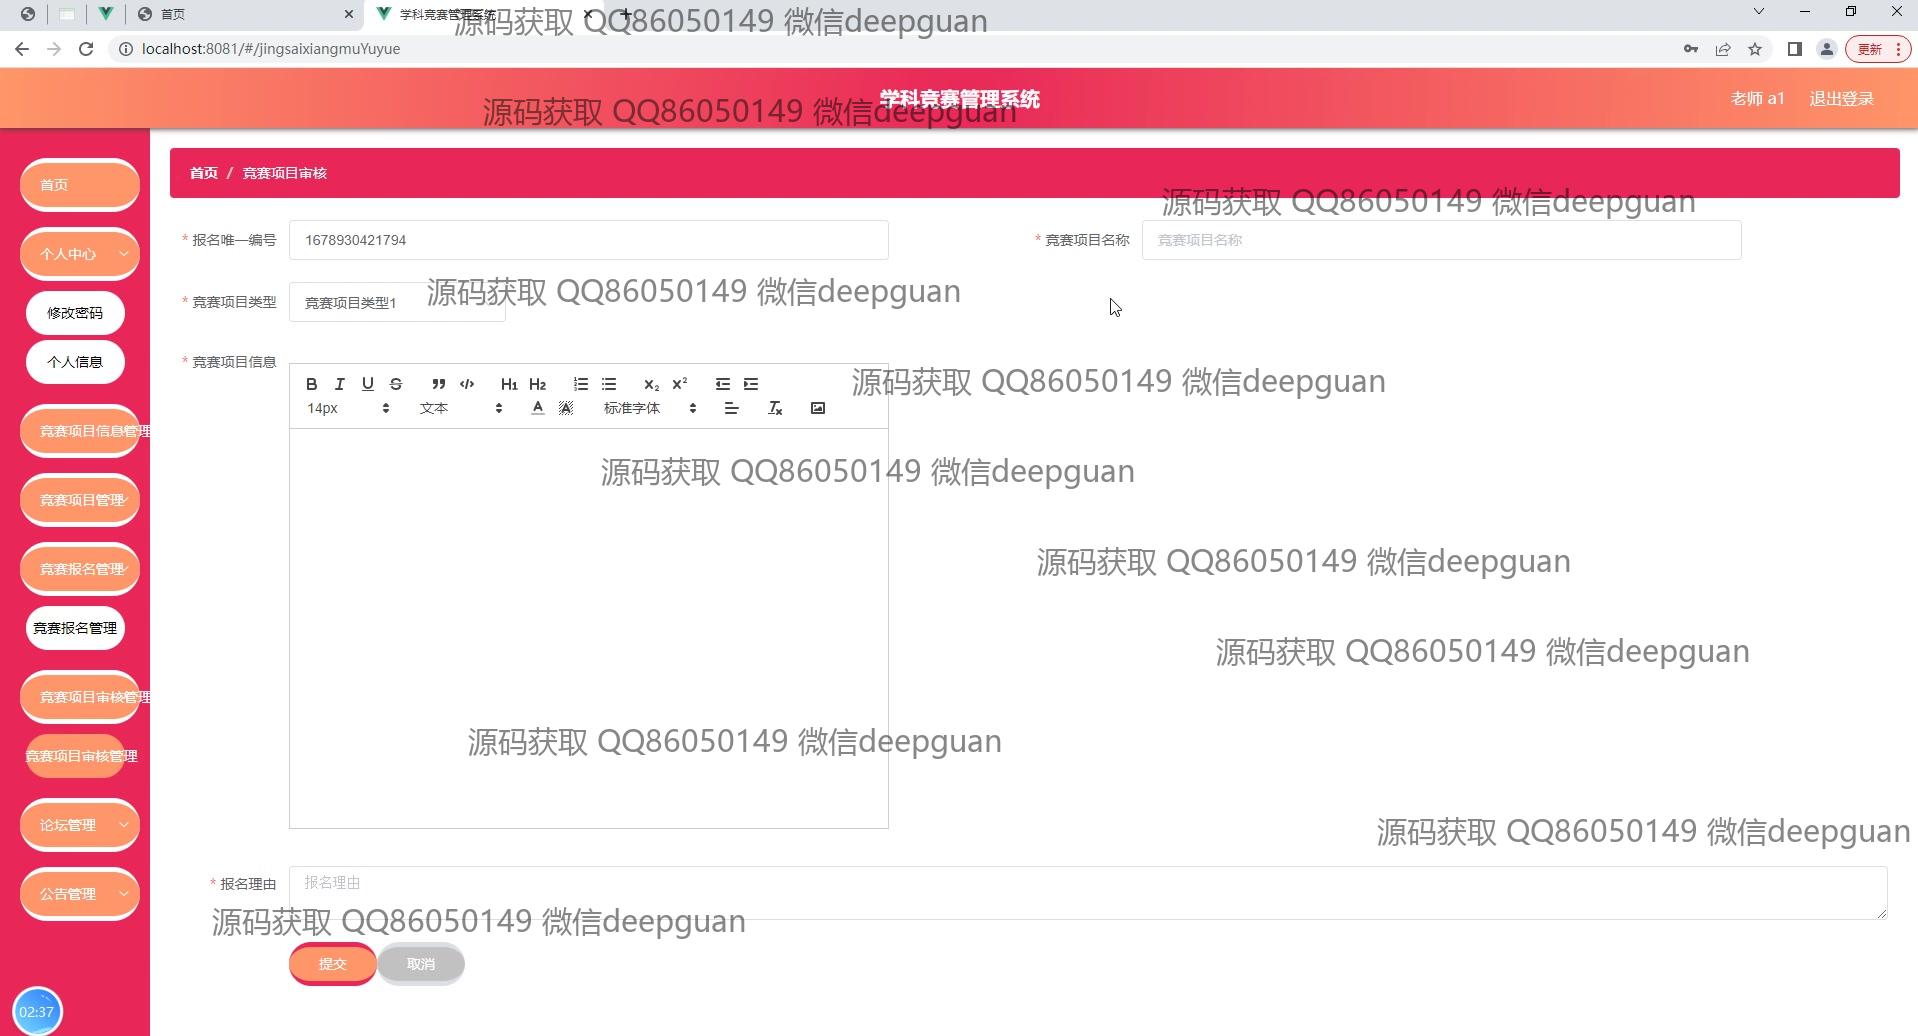 首页
学科竞赛管理系统
源码获取 QQ86050149 微信deepguan
localhost:8081/#/jingsaixiangmuYuyue
更新
学科竞赛管理系统
老师 a1
退出登录
源码获取 QQ86050149 微信deepguan
首页
首页 / 竞赛项目审核
源码获取 QQ86050149 微信deepguan
* 报名唯一编号
1678930421794
* 竞赛项目名称
竞赛项目名称
个人中心
* 竞赛项目类型
竞赛项目类型1
源码获取 QQ86050149 微信deepguan
修改密码
个人信息
* 竞赛项目信息
B I U S ” </> H1 H2 X2 X2
源码获取 QQ86050149 微信deepguan
14px
文本
A
A
标准字体
Tx
竞赛项目信息管理
源码获取 QQ86050149 微信deepguan
竞赛项目管理
竞赛报名管理
源码获取 QQ86050149 微信deepguan
竞赛报名管理
源码获取 QQ86050149 微信deepguan
竞赛项目审核管理
竞赛项目审核管理
源码获取 QQ86050149 微信deepguan
论坛管理
源码获取 QQ86050149 微信deepguan
公告管理
* 报名理由
报名理由
源码获取 QQ86050149 微信deepguan
提交
取消
02:37